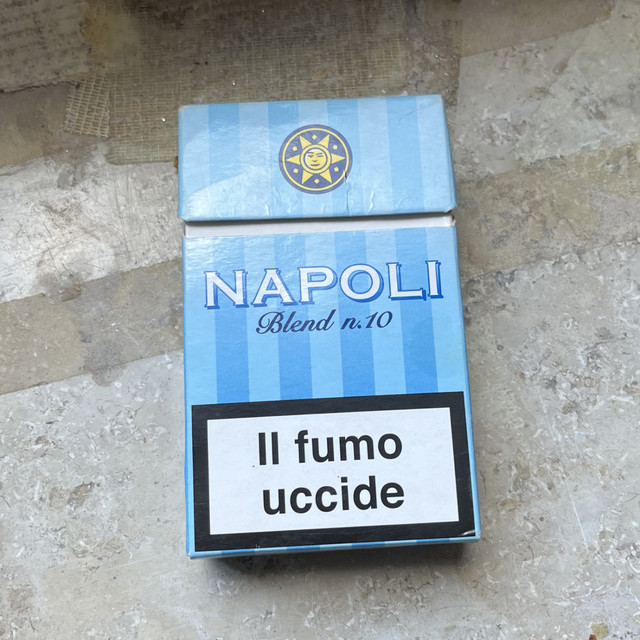 NAPOLI
Blend n.10
Il fumo
uccide